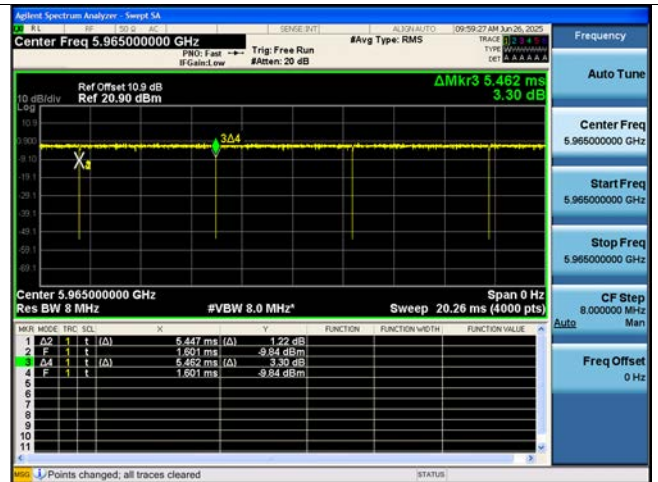 Agilent Spectrum Analyzer - Swept SA
RL RF 50 Ω AC SENSE:INT ALIGN AUTO 09:59:27 AM Jun 26, 2025
Center Freq 5.965000000 GHz
PNO: Fast
IFGain:Low
Trig: Free Run
#Atten: 20 dB
#Avg Type: RMS
TRACE 1 2 3 4 5 6
TYPE
DET A A A A A A
ΔMkr3 5.462 ms
3.30 dB
Ref Offset 10.9 dB
Ref 20.90 dBm
10 dB/div
Log
10.9
0.900
-9.10
-19.1
-29.1
-39.1
-49.1
-59.1
-69.1
3Δ4
Center 5.965000000 GHz
Span 0 Hz
Res BW 8 MHz
#VBW 8.0 MHz*
Sweep 20.26 ms (4000 pts)
MKR MODE TRC SCL X Y FUNCTION FUNCTION WIDTH FUNCTION VALUE
1 Δ2 1 t (Δ) 5.447 ms (Δ) 1.22 dB
2 F 1 t 1.601 ms -9.84 dBm
3 Δ4 1 t (Δ) 5.462 ms (Δ) 3.30 dB
4 F 1 t 1.601 ms -9.84 dBm
5
6
7
8
9
10
11
MSG Points changed; all traces cleared
STATUS
Frequency
Auto Tune
Center Freq
5.965000000 GHz
Start Freq
5.965000000 GHz
Stop Freq
5.965000000 GHz
CF Step
8.000000 MHz
Auto Man
Freq Offset
0 Hz